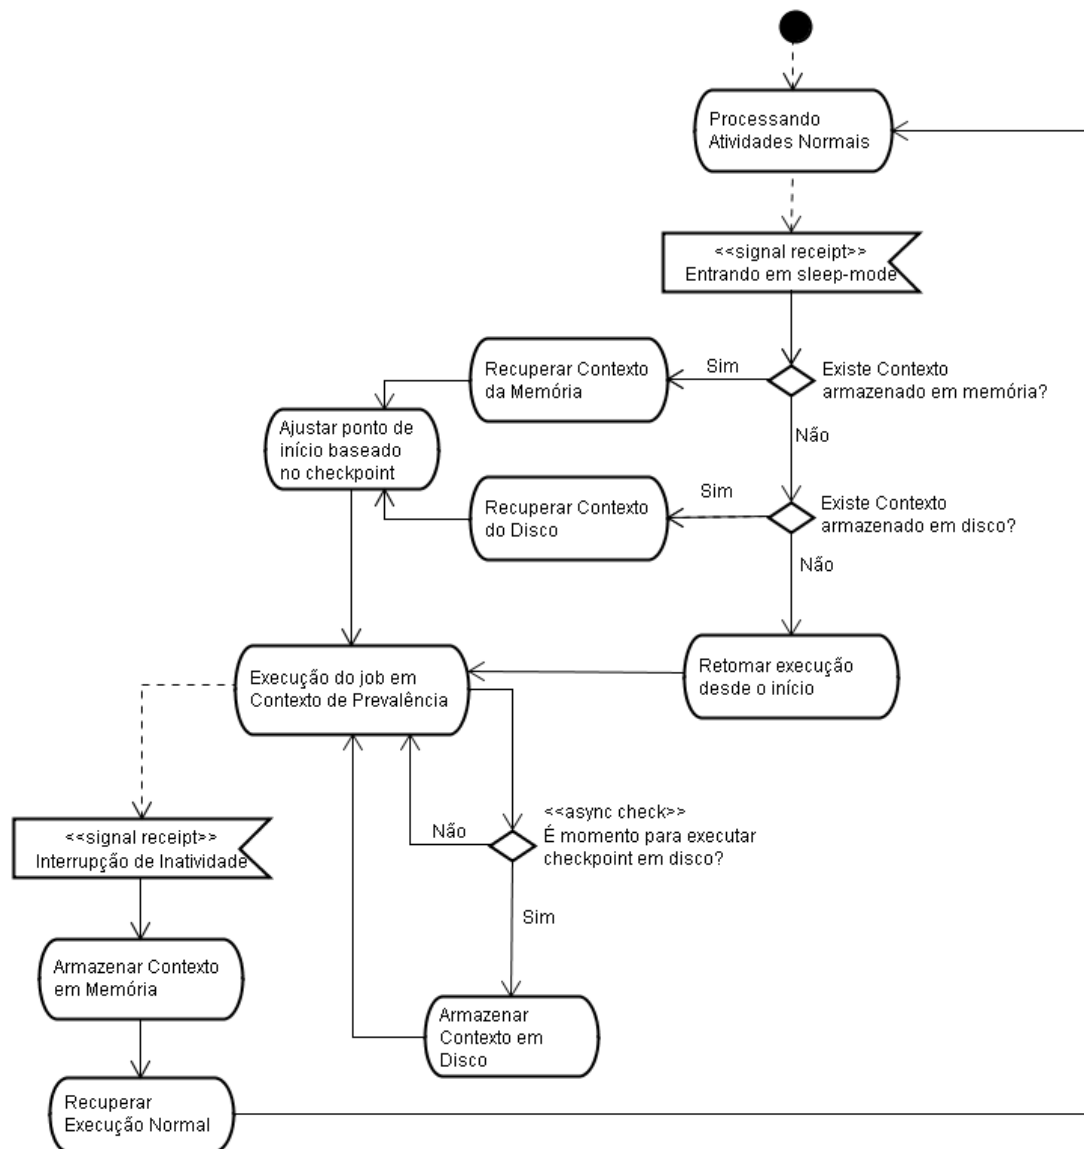 Processando
Atividades Normais
<<signal receipt>>
Entrando em sleep-mode
Existe Contexto
armazenado em memória?
Sim
Recuperar Contexto
da Memória
Não
Ajustar ponto de
início baseado
no checkpoint
Existe Contexto
armazenado em disco?
Sim
Recuperar Contexto
do Disco
Não
Retomar execução
desde o início
Execução do job em
Contexto de Prevalência
<<async check>>
É momento para executar
checkpoint em disco?
Não
Sim
<<signal receipt>>
Interrupção de Inatividade
Armazenar Contexto
em Memória
Armazenar
Contexto em
Disco
Recuperar
Execução Normal